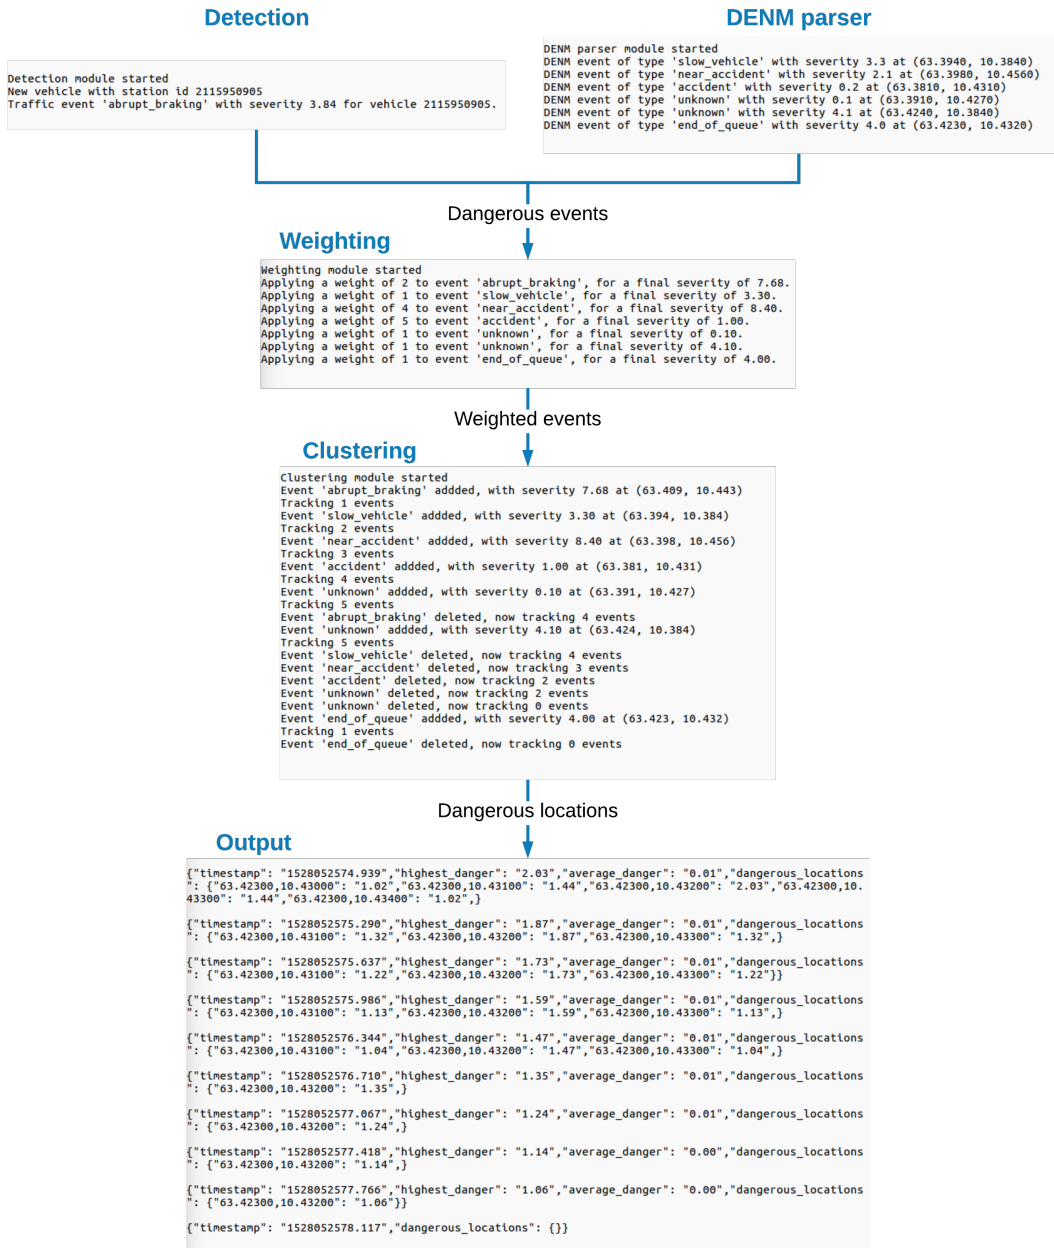 Detection
Detection module started
New vehicle with station id 2115950905
Traffic event 'abrupt_braking' with severity 3.84 for vehicle 2115950905.
DENM parser
DENM parser module started
DENM event of type 'slow_vehicle' with severity 3.3 at (63.3940, 10.3840)
DENM event of type 'near_accident' with severity 2.1 at (63.3980, 10.4560)
DENM event of type 'accident' with severity 0.2 at (63.3810, 10.4310)
DENM event of type 'unknown' with severity 0.1 at (63.3910, 10.4270)
DENM event of type 'unknown' with severity 4.1 at (63.4240, 10.3840)
DENM event of type 'end_of_queue' with severity 4.0 at (63.4230, 10.4320)
Dangerous events
Weighting
Weighting module started
Applying a weight of 2 to event 'abrupt_braking', for a final severity of 7.68.
Applying a weight of 1 to event 'slow_vehicle', for a final severity of 3.30.
Applying a weight of 4 to event 'near_accident', for a final severity of 8.40.
Applying a weight of 5 to event 'accident', for a final severity of 1.00.
Applying a weight of 1 to event 'unknown', for a final severity of 0.10.
Applying a weight of 1 to event 'unknown', for a final severity of 4.10.
Applying a weight of 1 to event 'end_of_queue', for a final severity of 4.00.
Weighted events
Clustering
Clustering module started
Event 'abrupt_braking' addded, with severity 7.68 at (63.409, 10.443)
Tracking 1 events
Event 'slow_vehicle' addded, with severity 3.30 at (63.394, 10.384)
Tracking 2 events
Event 'near_accident' addded, with severity 8.40 at (63.398, 10.456)
Tracking 3 events
Event 'accident' addded, with severity 1.00 at (63.381, 10.431)
Tracking 4 events
Event 'unknown' addded, with severity 0.10 at (63.391, 10.427)
Tracking 5 events
Event 'abrupt_braking' deleted, now tracking 4 events
Event 'unknown' addded, with severity 4.10 at (63.424, 10.384)
Tracking 5 events
Event 'slow_vehicle' deleted, now tracking 4 events
Event 'near_accident' deleted, now tracking 3 events
Event 'accident' deleted, now tracking 2 events
Event 'unknown' deleted, now tracking 2 events
Event 'unknown' deleted, now tracking 0 events
Event 'end_of_queue' addded, with severity 4.00 at (63.423, 10.432)
Tracking 1 events
Event 'end_of_queue' deleted, now tracking 0 events
Dangerous locations
Output
{"timestamp": "1528052574.939","highest_danger": "2.03","average_danger": "0.01","dangerous_locations
": {"63.42300,10.43000": "1.02","63.42300,10.43100": "1.44","63.42300,10.43200": "2.03","63.42300,10.
43300": "1.44","63.42300,10.43400": "1.02",}
{"timestamp": "1528052575.290","highest_danger": "1.87","average_danger": "0.01","dangerous_locations
": {"63.42300,10.43100": "1.32","63.42300,10.43200": "1.87","63.42300,10.43300": "1.32",}
{"timestamp": "1528052575.637","highest_danger": "1.73","average_danger": "0.01","dangerous_locations
": {"63.42300,10.43100": "1.22","63.42300,10.43200": "1.73","63.42300,10.43300": "1.22"}}
{"timestamp": "1528052575.986","highest_danger": "1.59","average_danger": "0.01","dangerous_locations
": {"63.42300,10.43100": "1.13","63.42300,10.43200": "1.59","63.42300,10.43300": "1.13",}
{"timestamp": "1528052576.344","highest_danger": "1.47","average_danger": "0.01","dangerous_locations
": {"63.42300,10.43100": "1.04","63.42300,10.43200": "1.47","63.42300,10.43300": "1.04",}
{"timestamp": "1528052576.710","highest_danger": "1.35","average_danger": "0.01","dangerous_locations
": {"63.42300,10.43200": "1.35",}
{"timestamp": "1528052577.067","highest_danger": "1.24","average_danger": "0.01","dangerous_locations
": {"63.42300,10.43200": "1.24",}
{"timestamp": "1528052577.418","highest_danger": "1.14","average_danger": "0.00","dangerous_locations
": {"63.42300,10.43200": "1.14",}
{"timestamp": "1528052577.766","highest_danger": "1.06","average_danger": "0.00","dangerous_locations
": {"63.42300,10.43200": "1.06"}}
{"timestamp": "1528052578.117","dangerous_locations": {}}